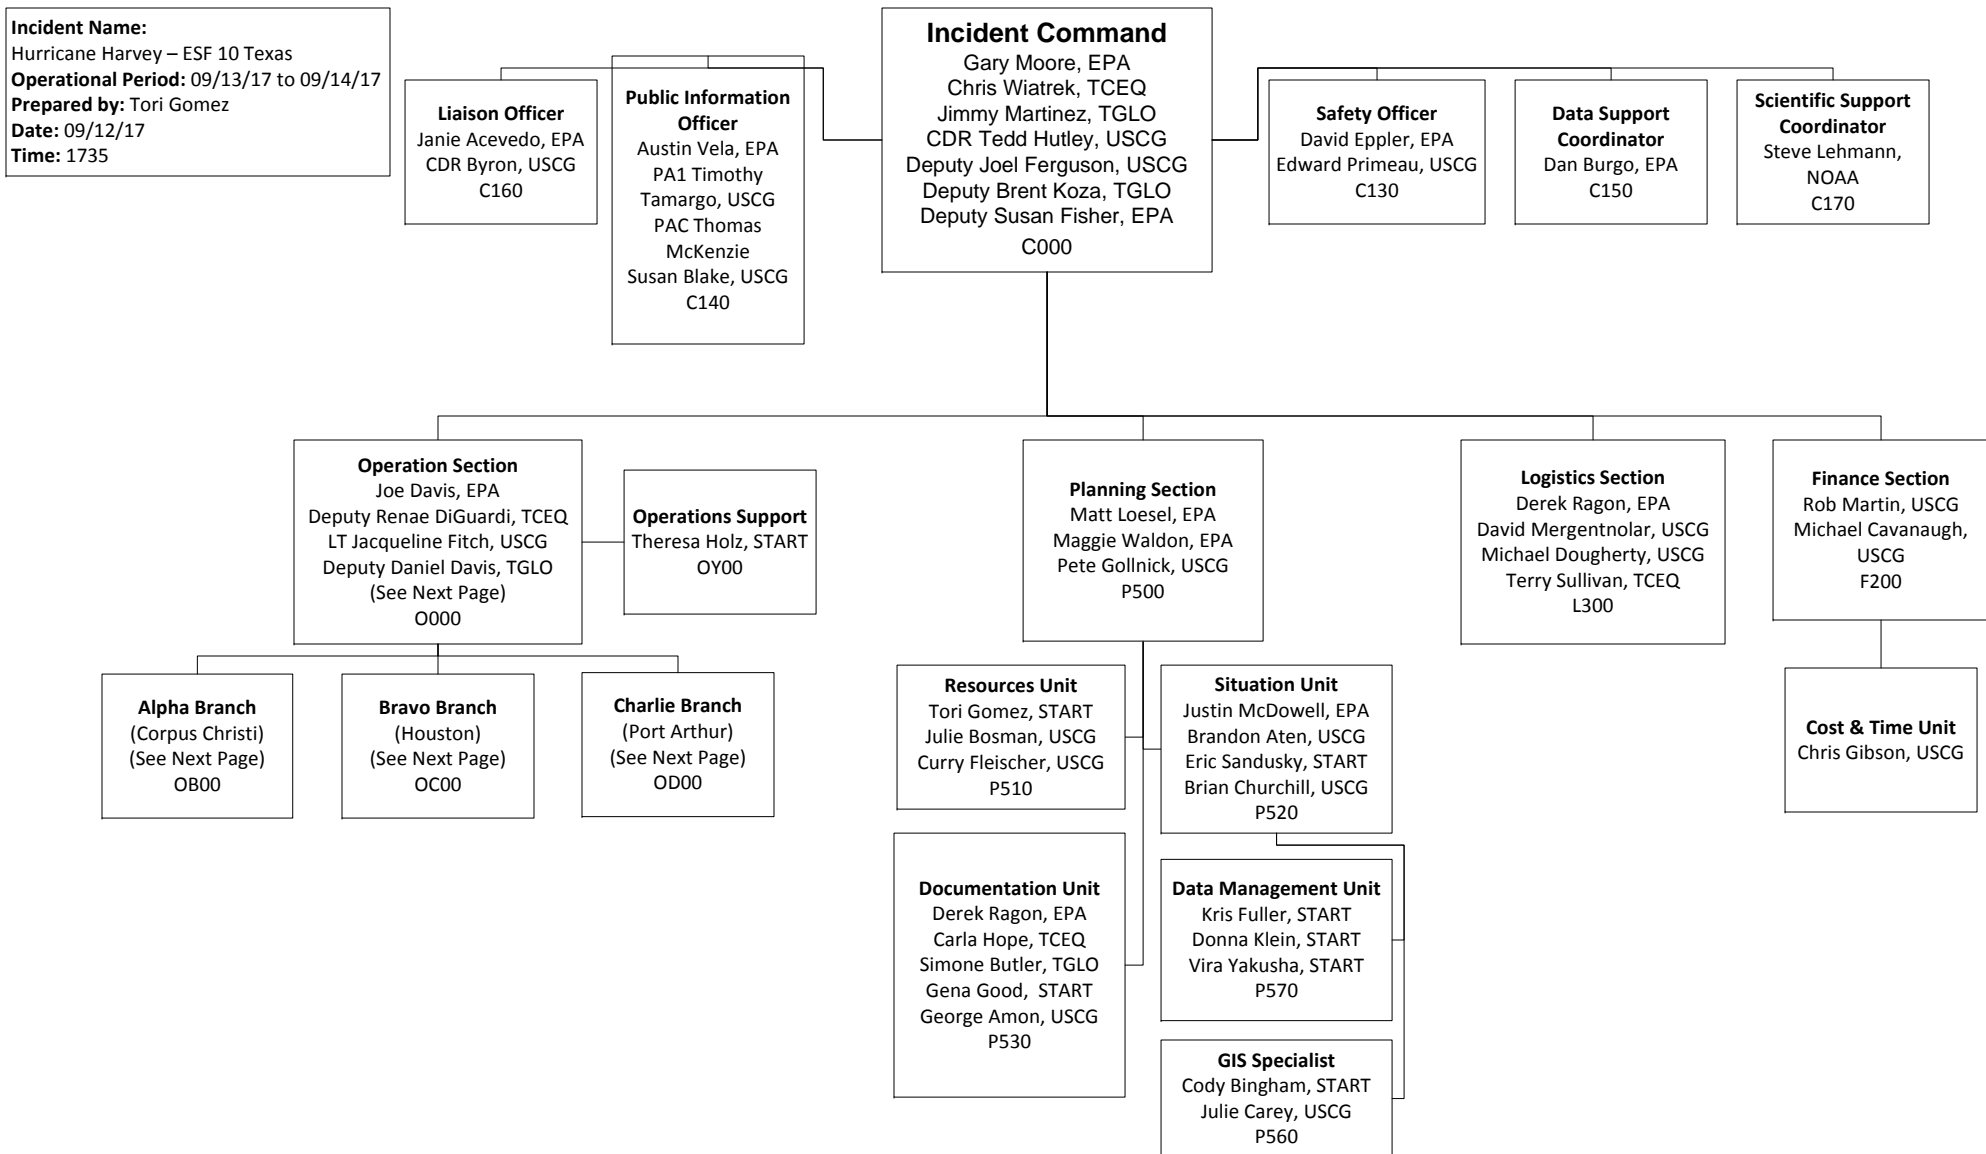 Incident Name:
Hurricane Harvey – ESF 10 Texas
Operational Period: 09/13/17 to 09/14/17
Prepared by: Tori Gomez
Date: 09/12/17
Time: 1735
Incident Command
Gary Moore, EPA
Chris Wiatrek, TCEQ
Jimmy Martinez, TGLO
CDR Tedd Hutley, USCG
Deputy Joel Ferguson, USCG
Deputy Brent Koza, TGLO
Deputy Susan Fisher, EPA
C000
Liaison Officer
Janie Acevedo, EPA
CDR Byron, USCG
C160
Public Information
Officer
Austin Vela, EPA
PA1 Timothy
Tamargo, USCG
PAC Thomas
McKenzie
Susan Blake, USCG
C140
Safety Officer
David Eppler, EPA
Edward Primeau, USCG
C130
Data Support
Coordinator
Dan Burgo, EPA
C150
Scientific Support
Coordinator
Steve Lehmann,
NOAA
C170
Operation Section
Joe Davis, EPA
Deputy Renae DiGuardi, TCEQ
LT Jacqueline Fitch, USCG
Deputy Daniel Davis, TGLO
(See Next Page)
O000
Operations Support
Theresa Holz, START
OY00
Planning Section
Matt Loesel, EPA
Maggie Waldon, EPA
Pete Gollnick, USCG
P500
Logistics Section
Derek Ragon, EPA
David Mergentnolar, USCG
Michael Dougherty, USCG
Terry Sullivan, TCEQ
L300
Finance Section
Rob Martin, USCG
Michael Cavanaugh,
USCG
F200
Alpha Branch
(Corpus Christi)
(See Next Page)
OB00
Bravo Branch
(Houston)
(See Next Page)
OC00
Charlie Branch
(Port Arthur)
(See Next Page)
OD00
Resources Unit
Tori Gomez, START
Julie Bosman, USCG
Curry Fleischer, USCG
P510
Situation Unit
Justin McDowell, EPA
Brandon Aten, USCG
Eric Sandusky, START
Brian Churchill, USCG
P520
Cost & Time Unit
Chris Gibson, USCG
Documentation Unit
Derek Ragon, EPA
Carla Hope, TCEQ
Simone Butler, TGLO
Gena Good, START
George Amon, USCG
P530
Data Management Unit
Kris Fuller, START
Donna Klein, START
Vira Yakusha, START
P570
GIS Specialist
Cody Bingham, START
Julie Carey, USCG
P560